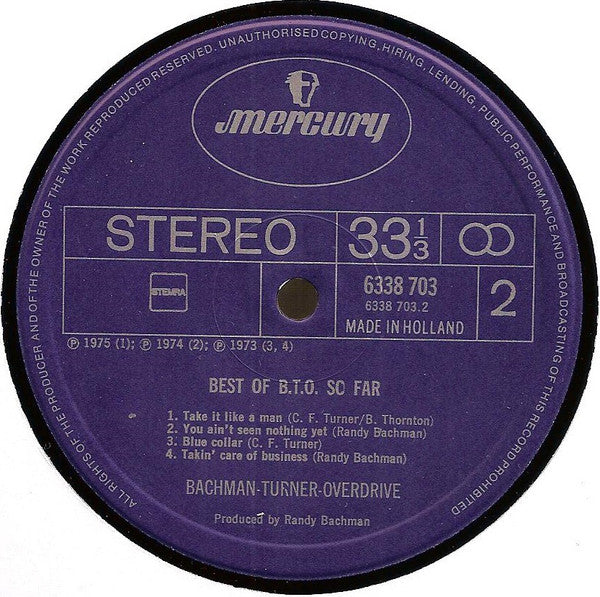 ALL RIGHTS OF THE PRODUCER AND OF THE OWNER OF THE WORK REPRODUCED RESERVED. UNAUTHORISED COPYING, HIRING, LENDING, PUBLIC PERFORMANCE AND BROADCASTING OF THIS RECORD PROHIBITED
mercury
STEREO 33 1/3
STEMRA
6338 703 2
6338 703.2
MADE IN HOLLAND
℗ 1975 (1); ℗ 1974 (2); ℗ 1973 (3, 4)
BEST OF B.T.O. SO FAR
1. Take it like a man (C. F. Turner/B. Thornton)
2. You ain't seen nothing yet (Randy Bachman)
3. Blue collar (C. F. Turner)
4. Takin' care of business (Randy Bachman)
BACHMAN-TURNER-OVERDRIVE
Produced by Randy Bachman